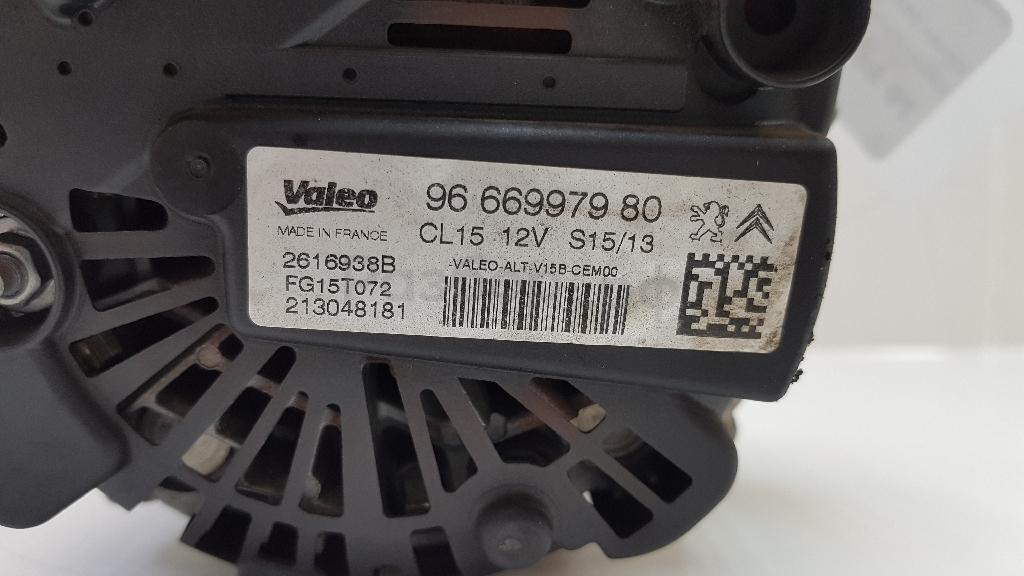 Valeo
96 669979 80
MADE IN FRANCE
CL15 12V S15/13
2616938B
-VALEO-ALT-V15B-CEM00
FG15T072
213048181